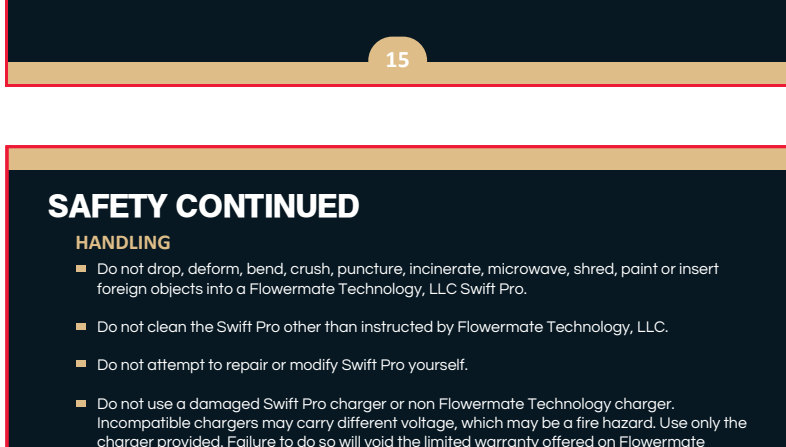 15
SAFETY CONTINUED
HANDLING
Do not drop, deform, bend, crush, puncture, incinerate, microwave, shred, paint or insert
foreign objects into a Flowermate Technology, LLC Swift Pro.
Do not clean the Swift Pro other than instructed by Flowermate Technology, LLC.
Do not attempt to repair or modify Swift Pro yourself.
Do not use a damaged Swift Pro charger or non Flowermate Technology charger.
Incompatible chargers may carry different voltage, which may be a fire hazard. Use only the
charger provided. Failure to do so will void the limited warranty offered on Flowermate